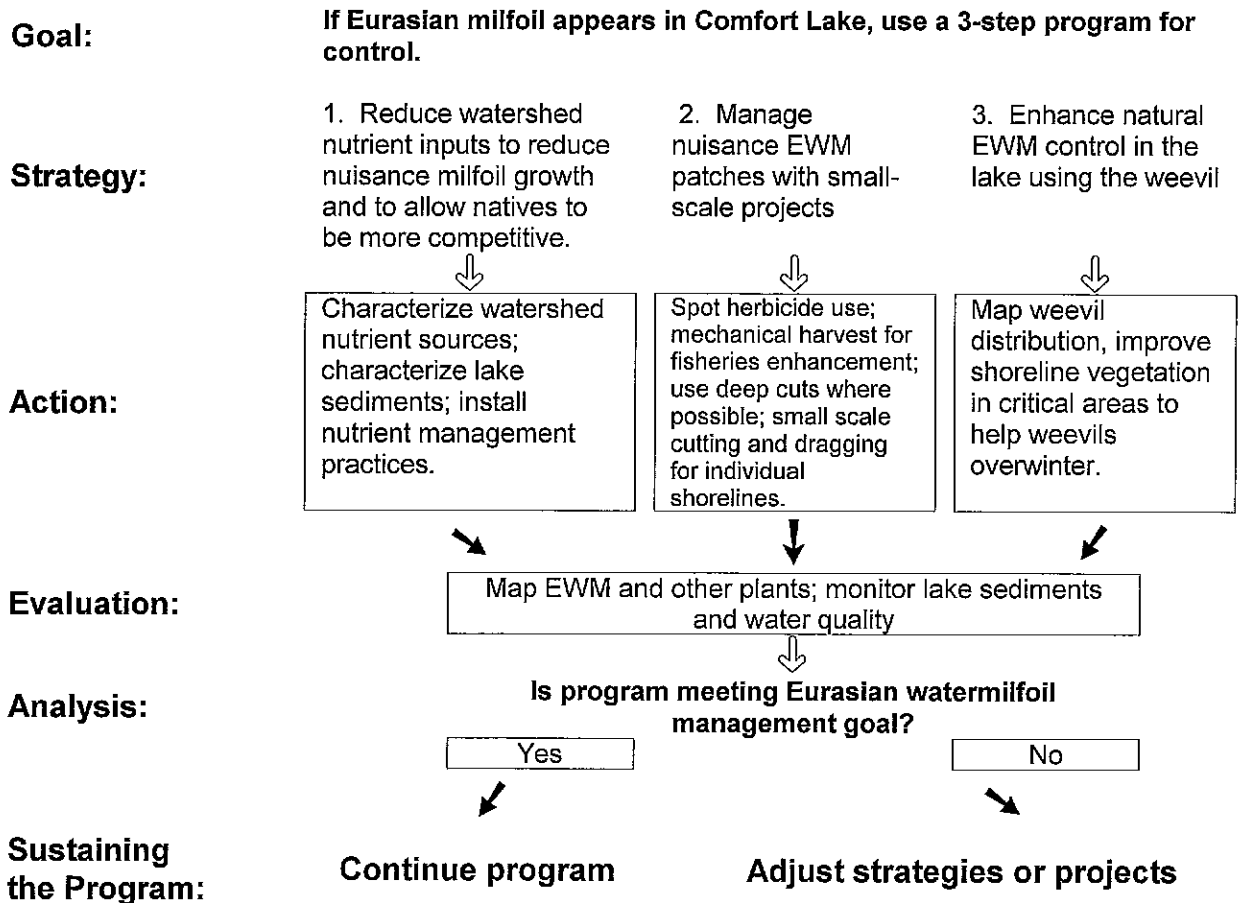 Goal:
If Eurasian milfoil appears in Comfort Lake, use a 3-step program for
control.
Strategy:
1. Reduce watershed
nutrient inputs to reduce
nuisance milfoil growth
and to allow natives to
be more competitive.
2. Manage
nuisance EWM
patches with small-
scale projects
3. Enhance natural
EWM control in the
lake using the weevil
Action:
Characterize watershed
nutrient sources;
characterize lake
sediments; install
nutrient management
practices.
Spot herbicide use;
mechanical harvest for
fisheries enhancement;
use deep cuts where
possible; small scale
cutting and dragging
for individual
shorelines.
Map weevil
distribution, improve
shoreline vegetation
in critical areas to
help weevils
overwinter.
Evaluation:
Map EWM and other plants; monitor lake sediments
and water quality
Analysis:
Is program meeting Eurasian watermilfoil
management goal?
Yes
No
Sustaining
the Program:
Continue program
Adjust strategies or projects